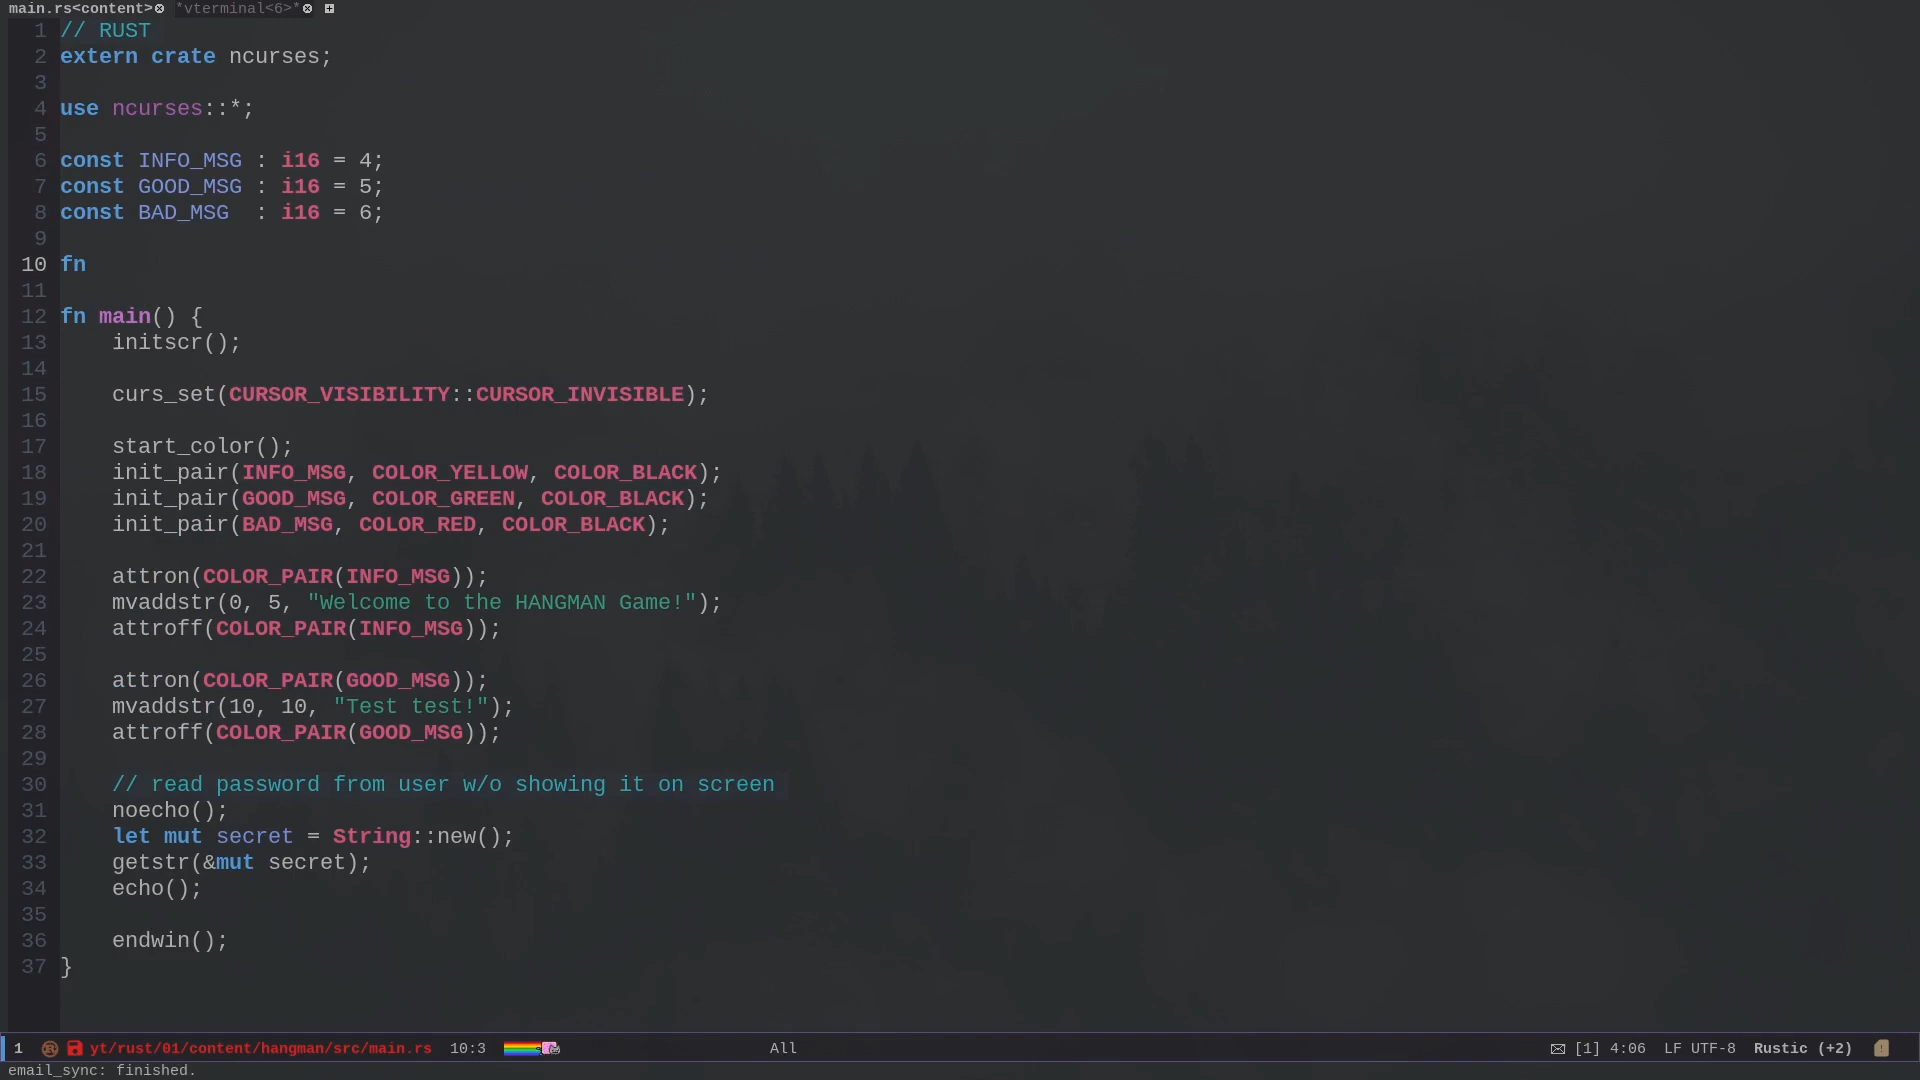 main.rs<content> *vterminal<6>*
1 // RUST
2 extern crate ncurses;
3
4 use ncurses::*;
5
6 const INFO_MSG : i16 = 4;
7 const GOOD_MSG : i16 = 5;
8 const BAD_MSG  : i16 = 6;
9
10 fn
11
12 fn main() {
13     initscr();
14
15     curs_set(CURSOR_VISIBILITY::CURSOR_INVISIBLE);
16
17     start_color();
18     init_pair(INFO_MSG, COLOR_YELLOW, COLOR_BLACK);
19     init_pair(GOOD_MSG, COLOR_GREEN, COLOR_BLACK);
20     init_pair(BAD_MSG, COLOR_RED, COLOR_BLACK);
21
22     attron(COLOR_PAIR(INFO_MSG));
23     mvaddstr(0, 5, "Welcome to the HANGMAN Game!");
24     attroff(COLOR_PAIR(INFO_MSG));
25
26     attron(COLOR_PAIR(GOOD_MSG));
27     mvaddstr(10, 10, "Test test!");
28     attroff(COLOR_PAIR(GOOD_MSG));
29
30     // read password from user w/o showing it on screen
31     noecho();
32     let mut secret = String::new();
33     getstr(&mut secret);
34     echo();
35
36     endwin();
37 }
1 yt/rust/01/content/hangman/src/main.rs 10:3 All [1] 4:06 LF UTF-8 Rustic (+2)
email_sync: finished.